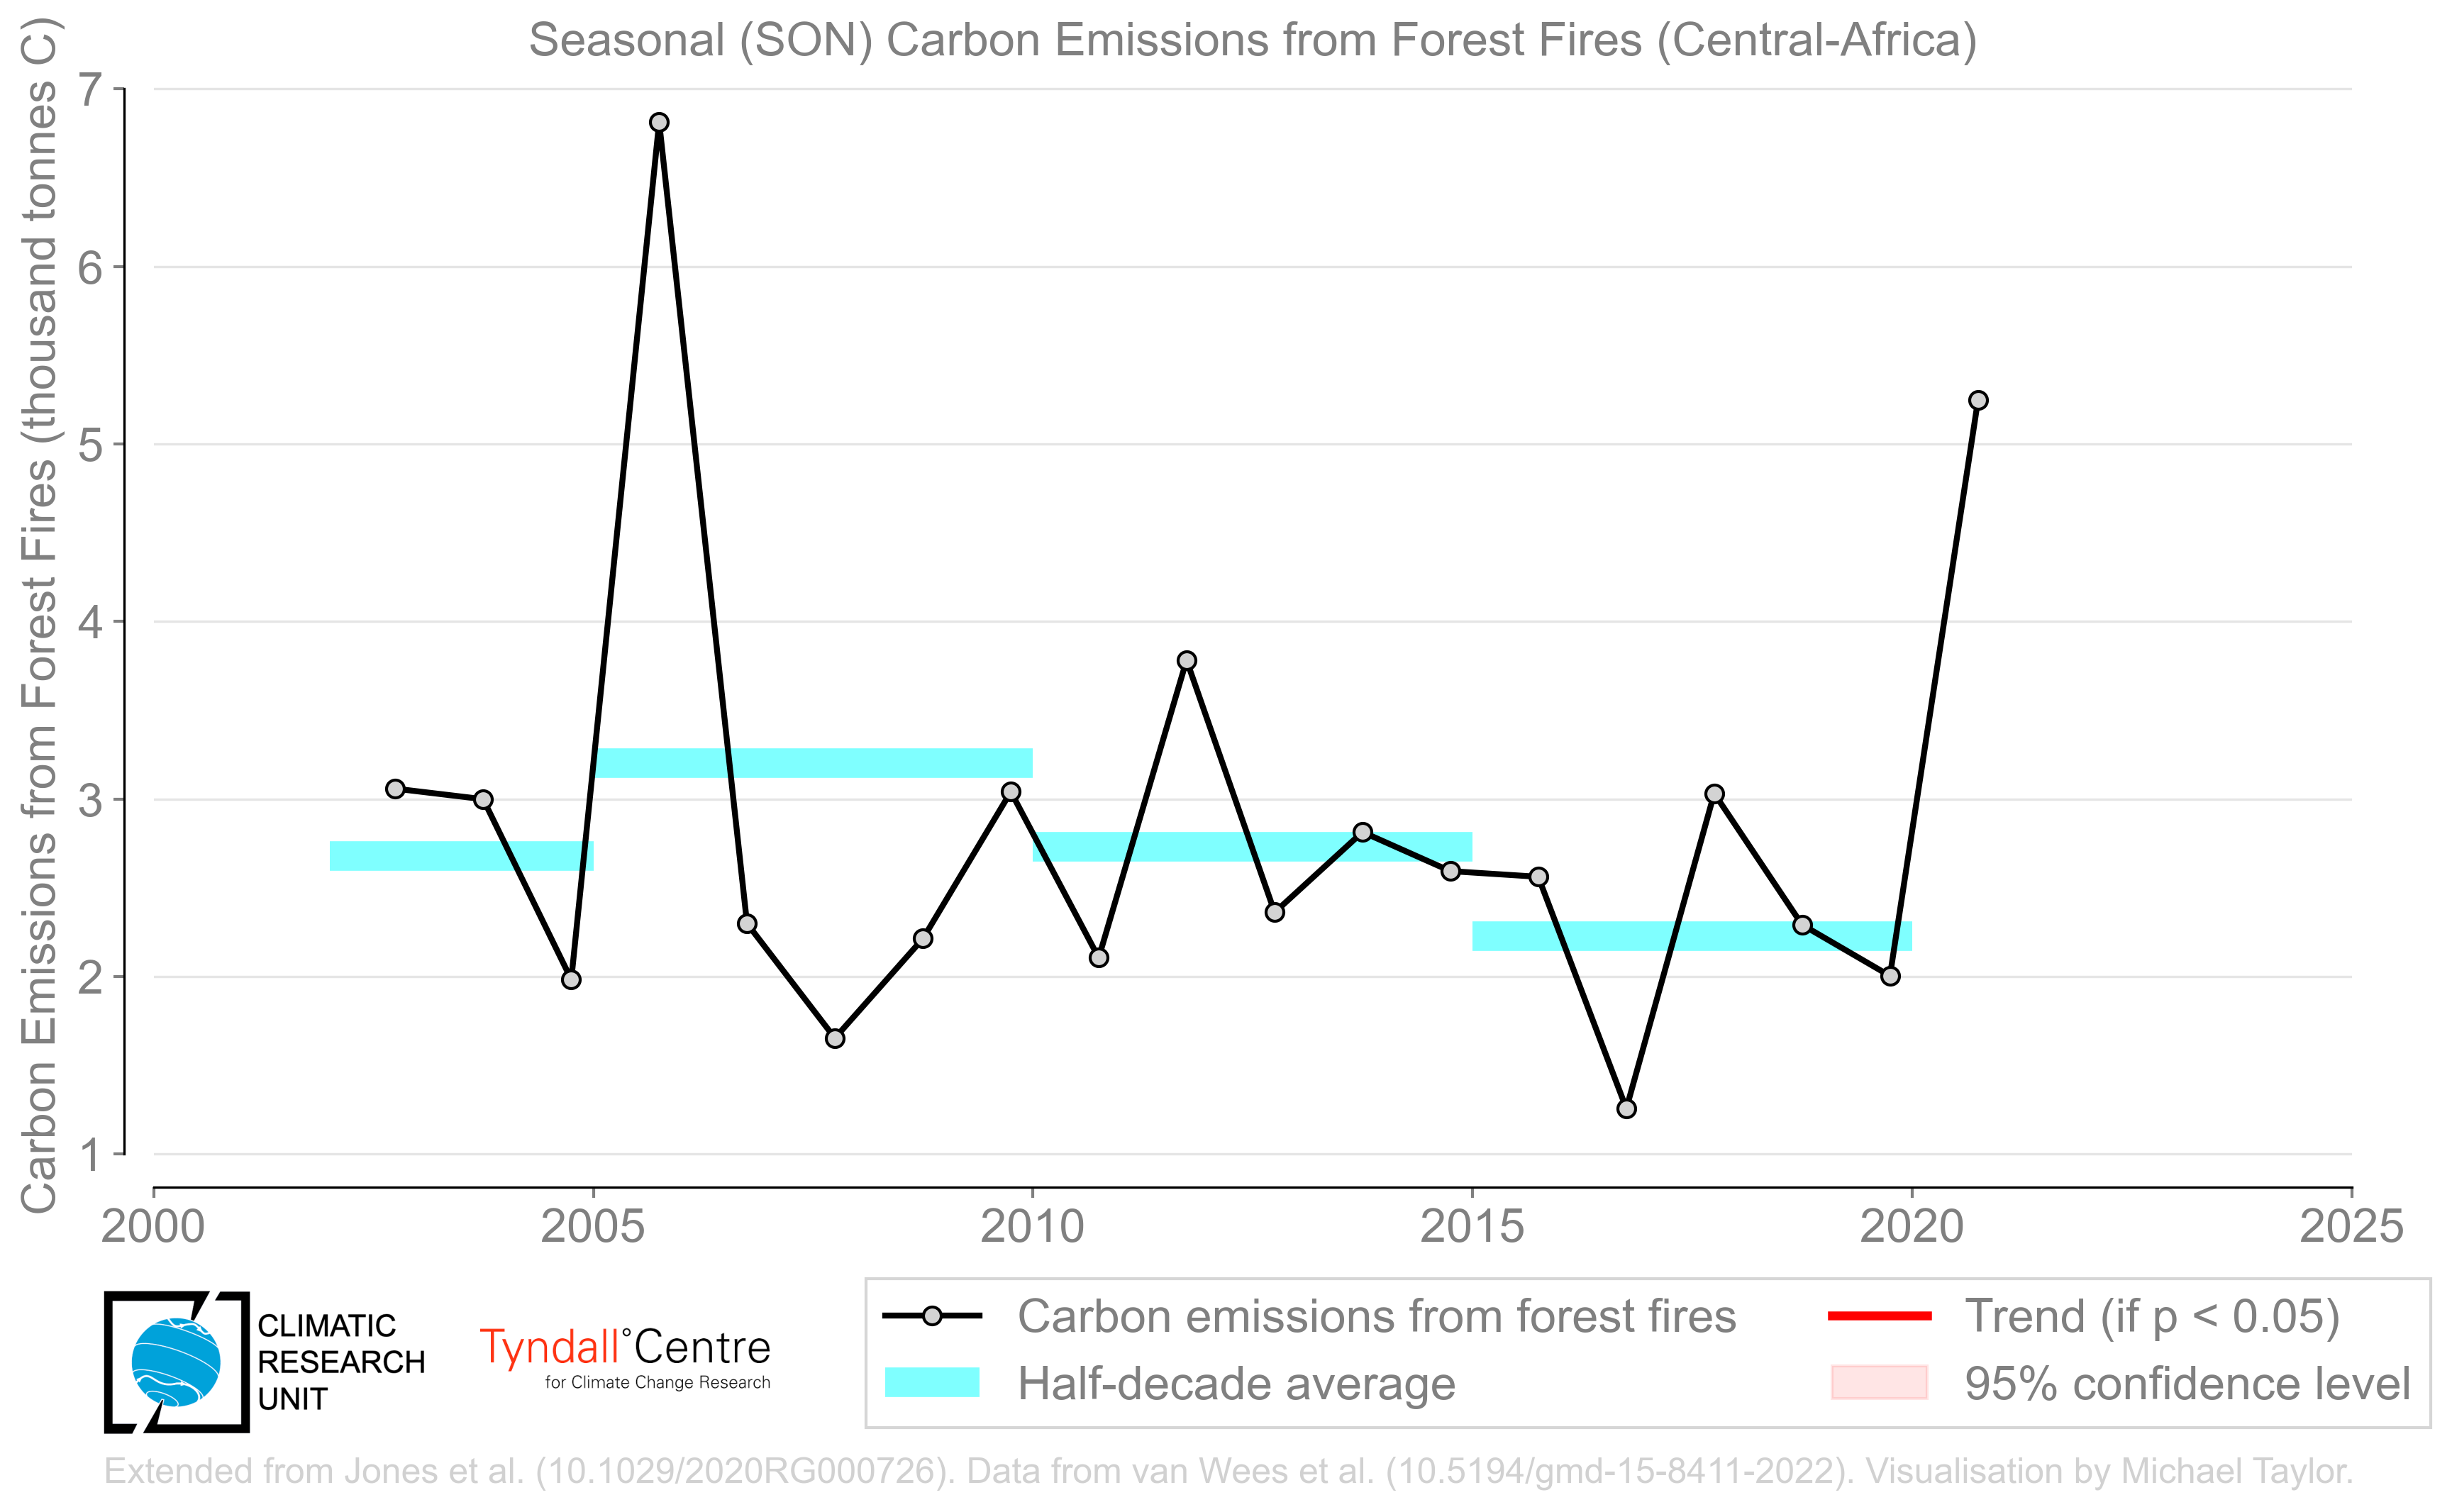 Seasonal (SON) Carbon Emissions from Forest Fires (Central-Africa)
Carbon Emissions from Forest Fires (thousand tonnes C)
7
6
5
4
3
2
1
2000 2005 2010 2015 2020 2025
CLIMATIC
RESEARCH
UNIT
Tyndall°Centre
for Climate Change Research
Carbon emissions from forest fires
Half-decade average
Trend (if p < 0.05)
95% confidence level
Extended from Jones et al. (10.1029/2020RG000726). Data from van Wees et al. (10.5194/gmd-15-8411-2022). Visualisation by Michael Taylor.